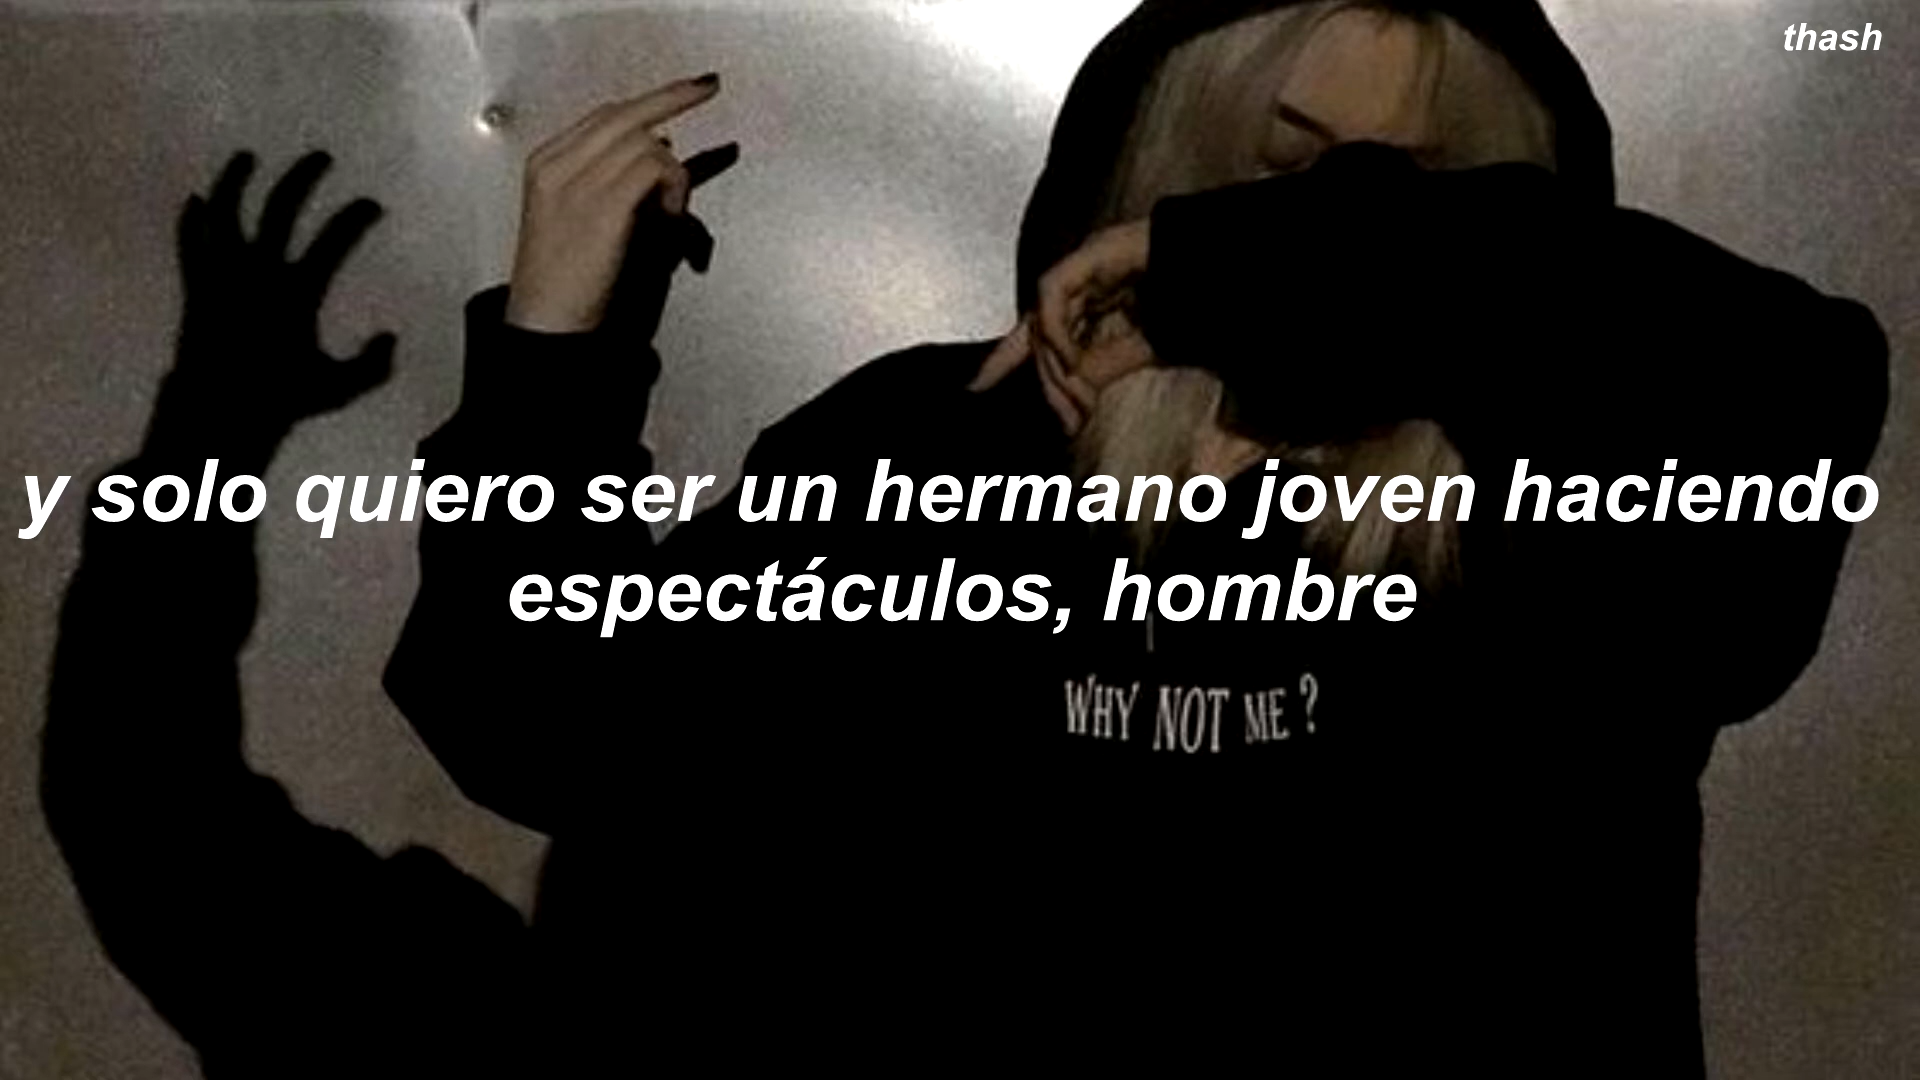 thash
y solo quiero ser un hermano joven haciendo
espectáculos, hombre
WHY NOT ME ?